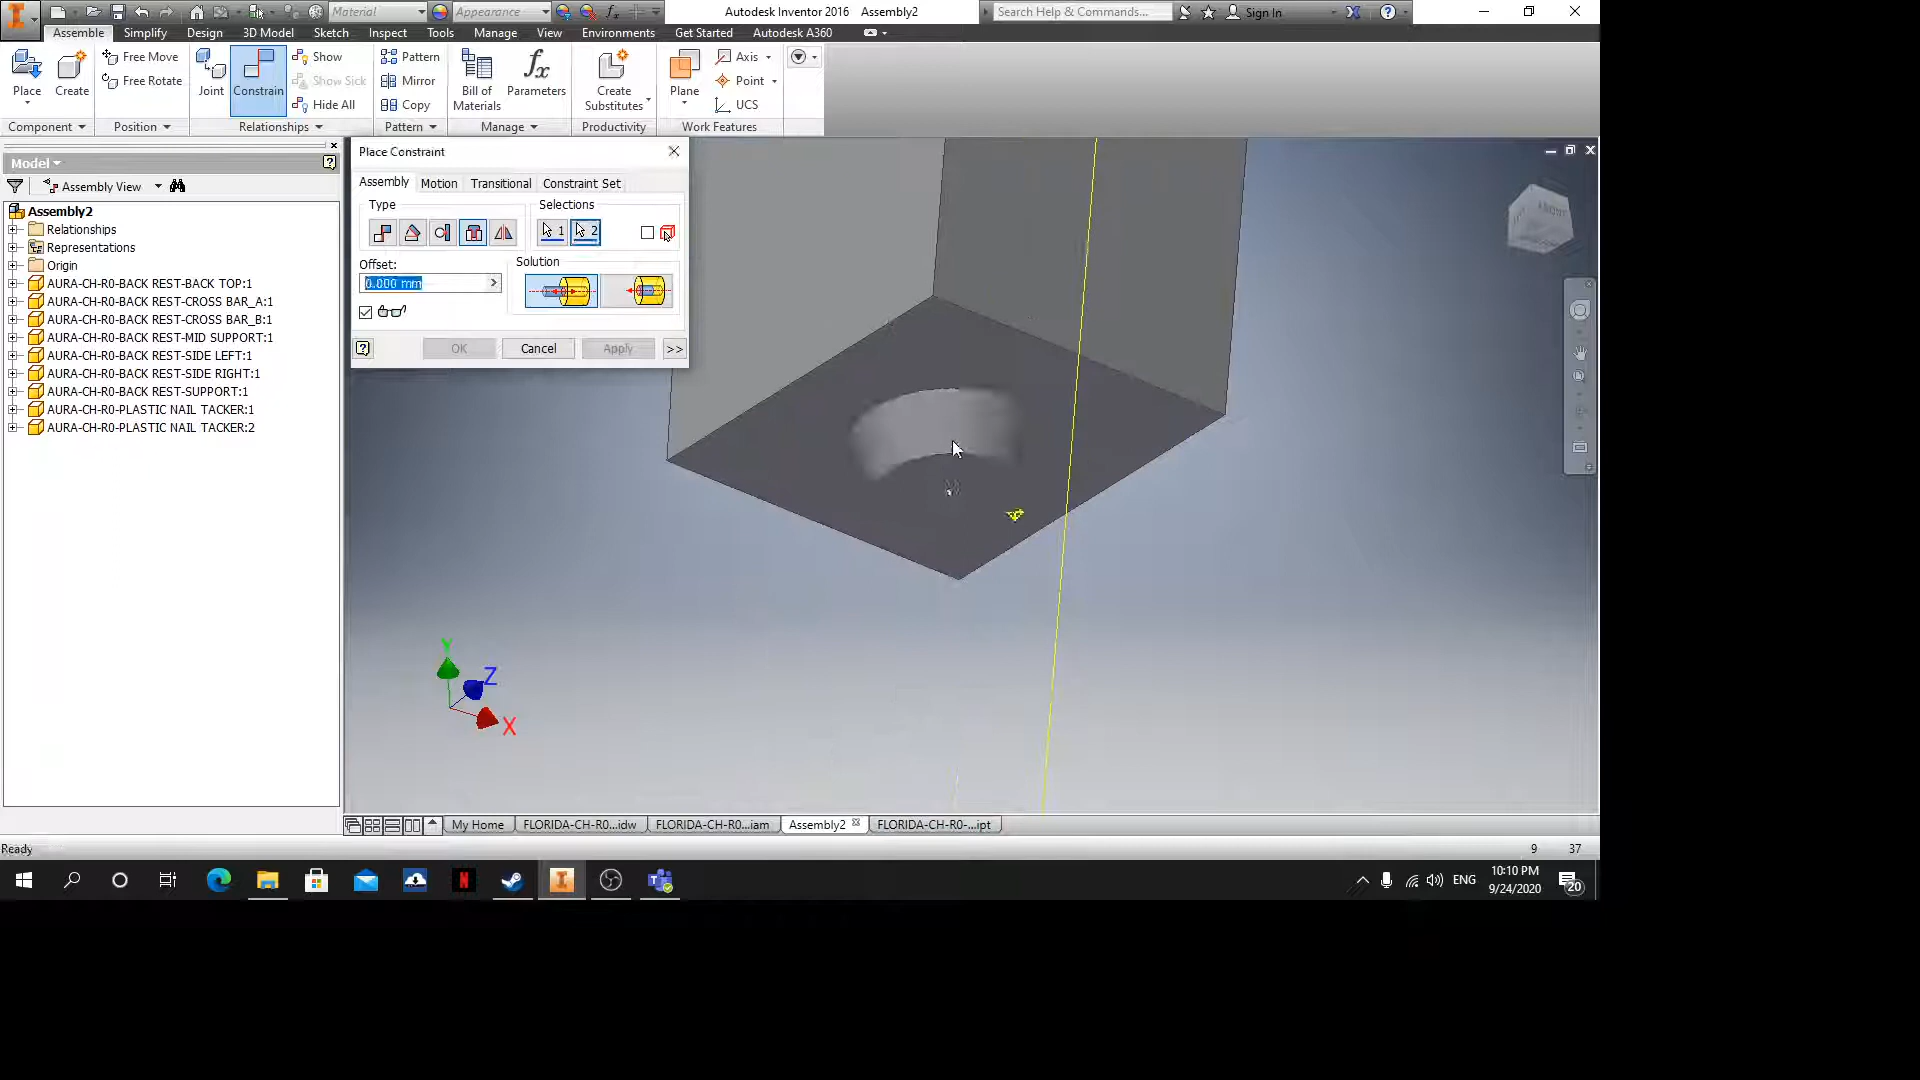 Material
Appearance
Autodesk Inventor 2016 Assembly2
Search Help & Commands...
Sign In
Assemble Simplify Design 3D Model Sketch Inspect Tools Manage View Environments Get Started Autodesk A360
Place
Create
Free Move
Free Rotate
Joint
Constrain
Show
Show Sick
Hide All
Pattern
Mirror
Copy
Bill of
Materials
fx
Parameters
Create
Substitutes
Plane
Axis
Point
UCS
Component Position Relationships Pattern Manage Productivity Work Features
Model
Assembly View
Assembly2
Relationships
Representations
Origin
AURA-CH-R0-BACK REST-BACK TOP:1
AURA-CH-R0-BACK REST-CROSS BAR_A:1
AURA-CH-R0-BACK REST-CROSS BAR_B:1
AURA-CH-R0-BACK REST-MID SUPPORT:1
AURA-CH-R0-BACK REST-SIDE LEFT:1
AURA-CH-R0-BACK REST-SIDE RIGHT:1
AURA-CH-R0-BACK REST-SUPPORT:1
AURA-CH-R0-PLASTIC NAIL TACKER:1
AURA-CH-R0-PLASTIC NAIL TACKER:2
Place Constraint
Assembly Motion Transitional Constraint Set
Type
Selections
1 2
Offset:
0.000 mm
Solution
OK Cancel Apply >>
FRONT
Y
Z
X
My Home FLORIDA-CH-R0...idw FLORIDA-CH-R0...iam Assembly2 FLORIDA-CH-R0-...ipt
Ready
9 37
ENG
10:10 PM
9/24/2020
20